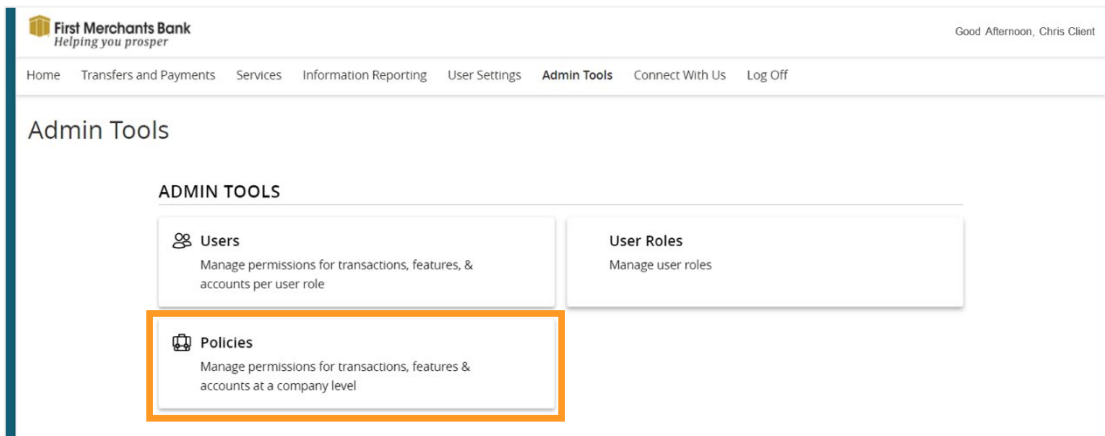 First Merchants Bank
Helping you prosper
Good Afternoon, Chris Client
Home Transfers and Payments Services Information Reporting User Settings Admin Tools Connect With Us Log Off
Admin Tools
ADMIN TOOLS
Users
Manage permissions for transactions, features, &
accounts per user role
User Roles
Manage user roles
Policies
Manage permissions for transactions, features &
accounts at a company level